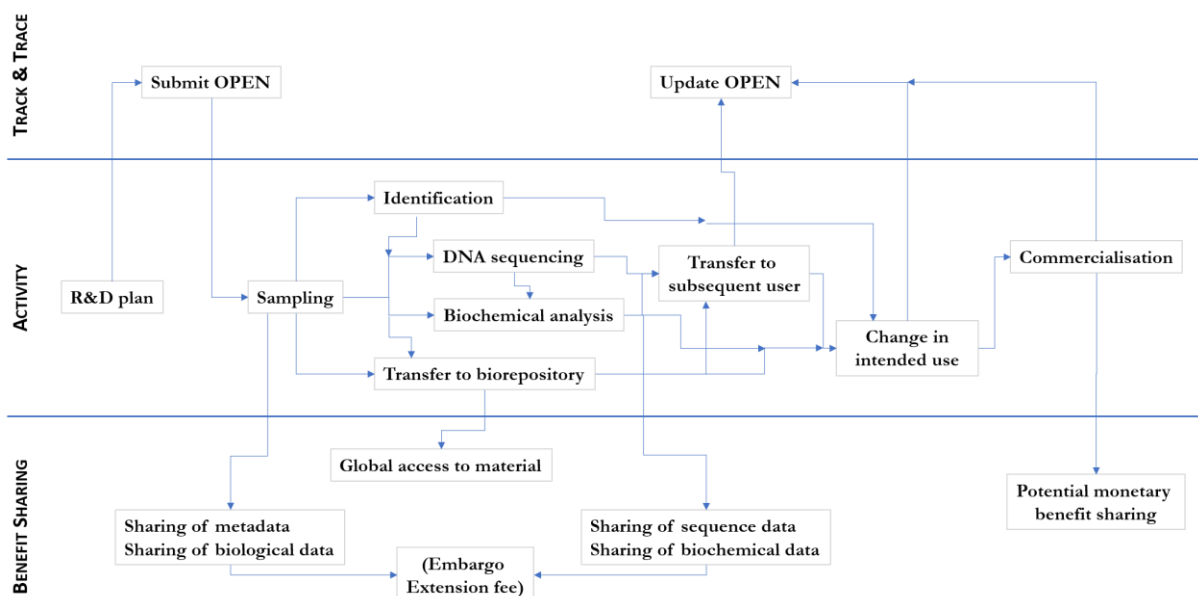 TRACK & TRACE
Submit OPEN
Update OPEN
ACTIVITY
Identification
DNA sequencing
Transfer to
subsequent user
Commercialisation
R&D plan
Sampling
Biochemical analysis
Change in
intended use
Transfer to biorepository
BENEFIT SHARING
Global access to material
Potential monetary
benefit sharing
Sharing of metadata
Sharing of biological data
Sharing of sequence data
Sharing of biochemical data
(Embargo
Extension fee)